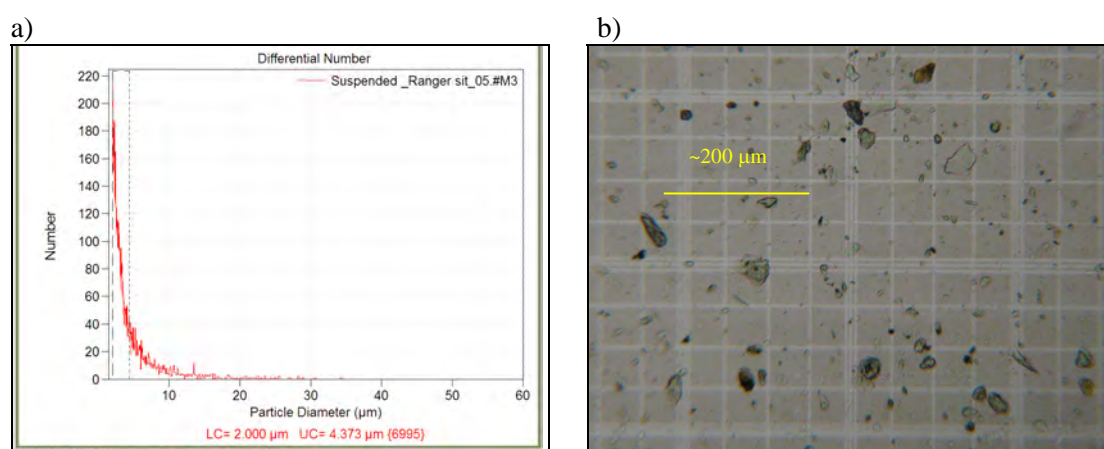 a)
Differential Number
Suspended _Ranger sit_05.#M3
220
200
180
160
140
120
100
80
60
40
20
0
Number
10 20 30 40 50 60
Particle Diameter (µm)
LC= 2.000 µm UC= 4.373 µm {6995}
b)
~200 µm